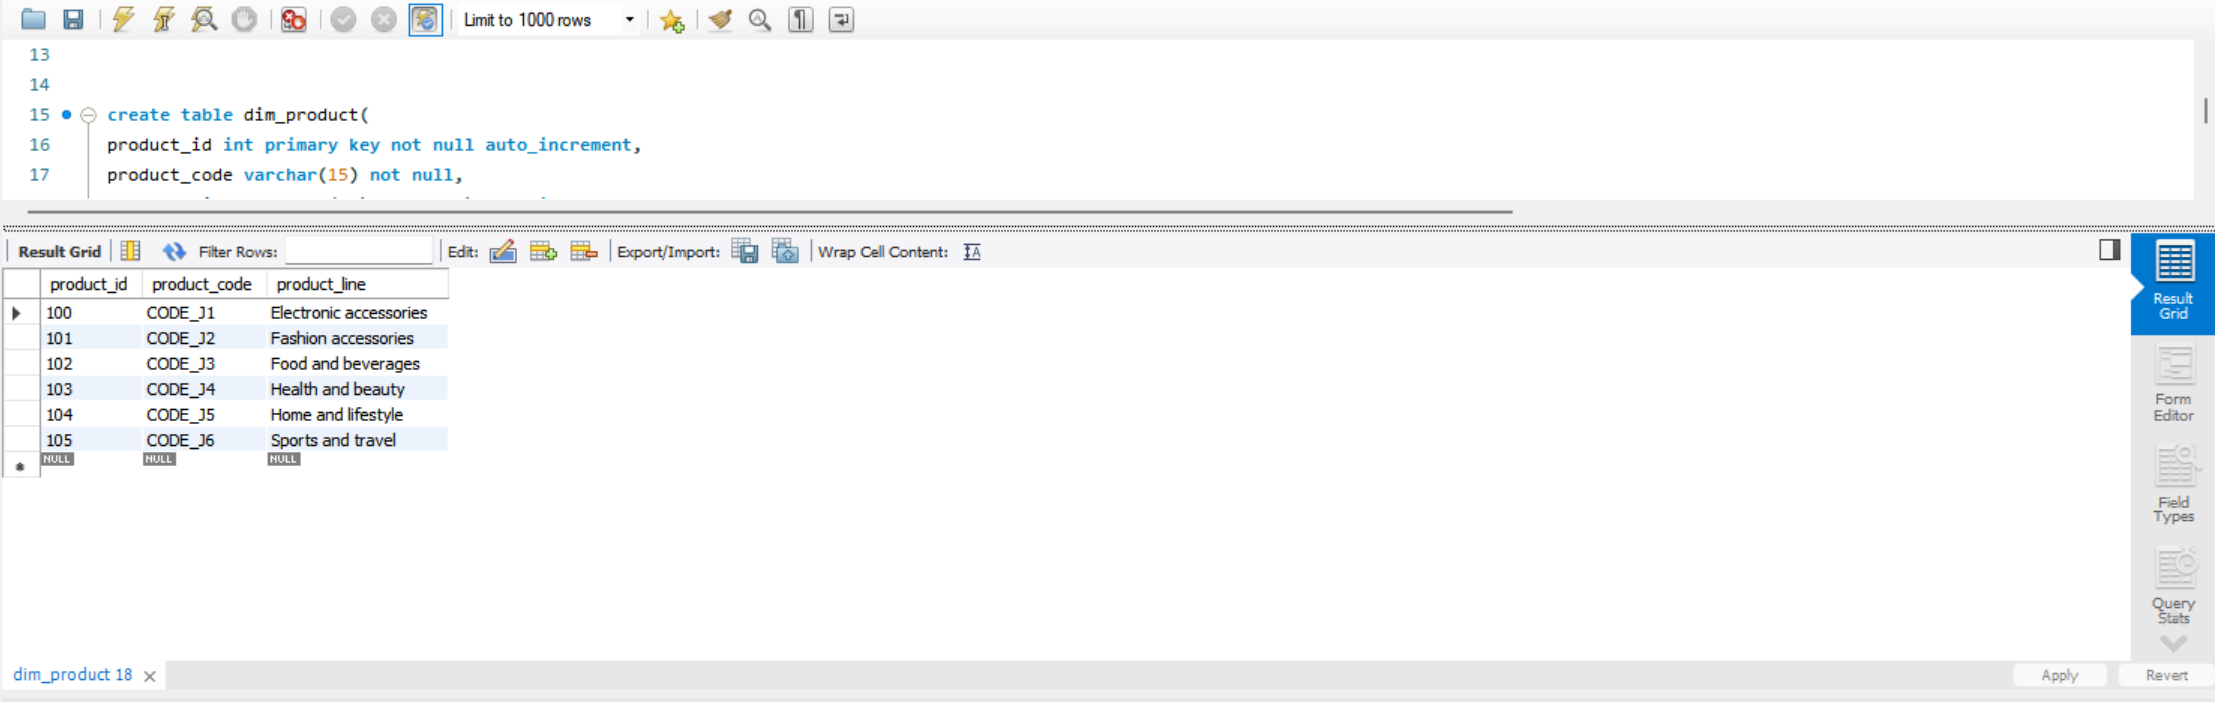 Limit to 1000 rows
13
14
15 create table dim_product(
16 product_id int primary key not null auto_increment,
17 product_code varchar(15) not null,
Result Grid Filter Rows: Edit: Export/Import: Wrap Cell Content:
product_id product_code product_line
100 CODE_J1 Electronic accessories
101 CODE_J2 Fashion accessories
102 CODE_J3 Food and beverages
103 CODE_J4 Health and beauty
104 CODE_J5 Home and lifestyle
105 CODE_J6 Sports and travel
NULL NULL NULL
Result
Grid
Form
Editor
Field
Types
Query
Stats
dim_product 18
Apply Revert